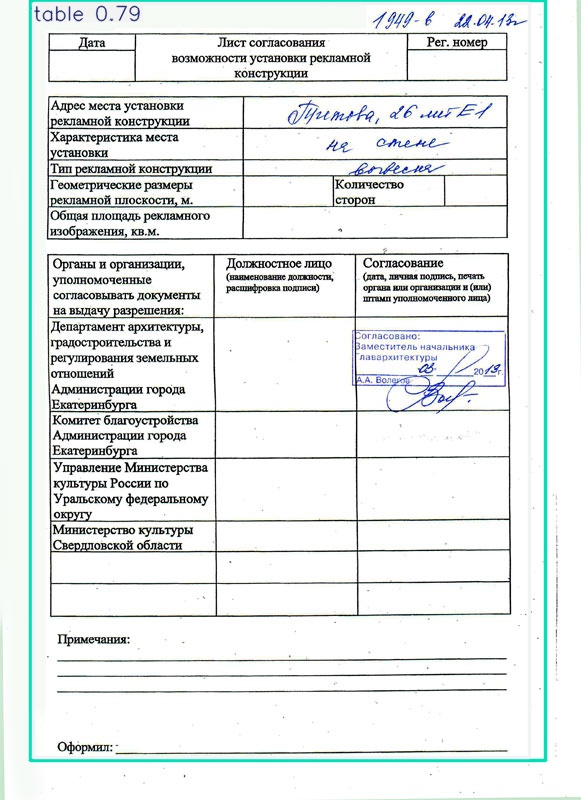 table 0.79
1949-в 22.04.13г
Дата
Лист согласования
возможности установки рекламной
конструкции
Рег. номер
Адрес места установки
рекламной конструкции
26 лит Е1
Характеристика места
установки
на стене
Тип рекламной конструкции
вывеска
Геометрические размеры
рекламной плоскости, м.
Количество
сторон
Общая площадь рекламного
изображения, кв.м.
Органы и организации,
уполномоченные
согласовывать документы
на выдачу разрешения:
Должностное лицо
(наименование должности,
расшифровка подписи)
Согласование
(дата, личная подпись, печать
органа или организации и (или)
штамп уполномоченного лица)
Департамент архитектуры,
градостроительства и
регулирования земельных
отношений
Администрации города
Екатеринбурга
Согласовано:
Заместитель начальника
Главархитектуры
03 2013г.
А.А. Волегов
Комитет благоустройства
Администрации города
Екатеринбурга
Управление Министерства
культуры России по
Уральскому федеральному
округу
Министерство культуры
Свердловской области
Примечания:
Оформил: